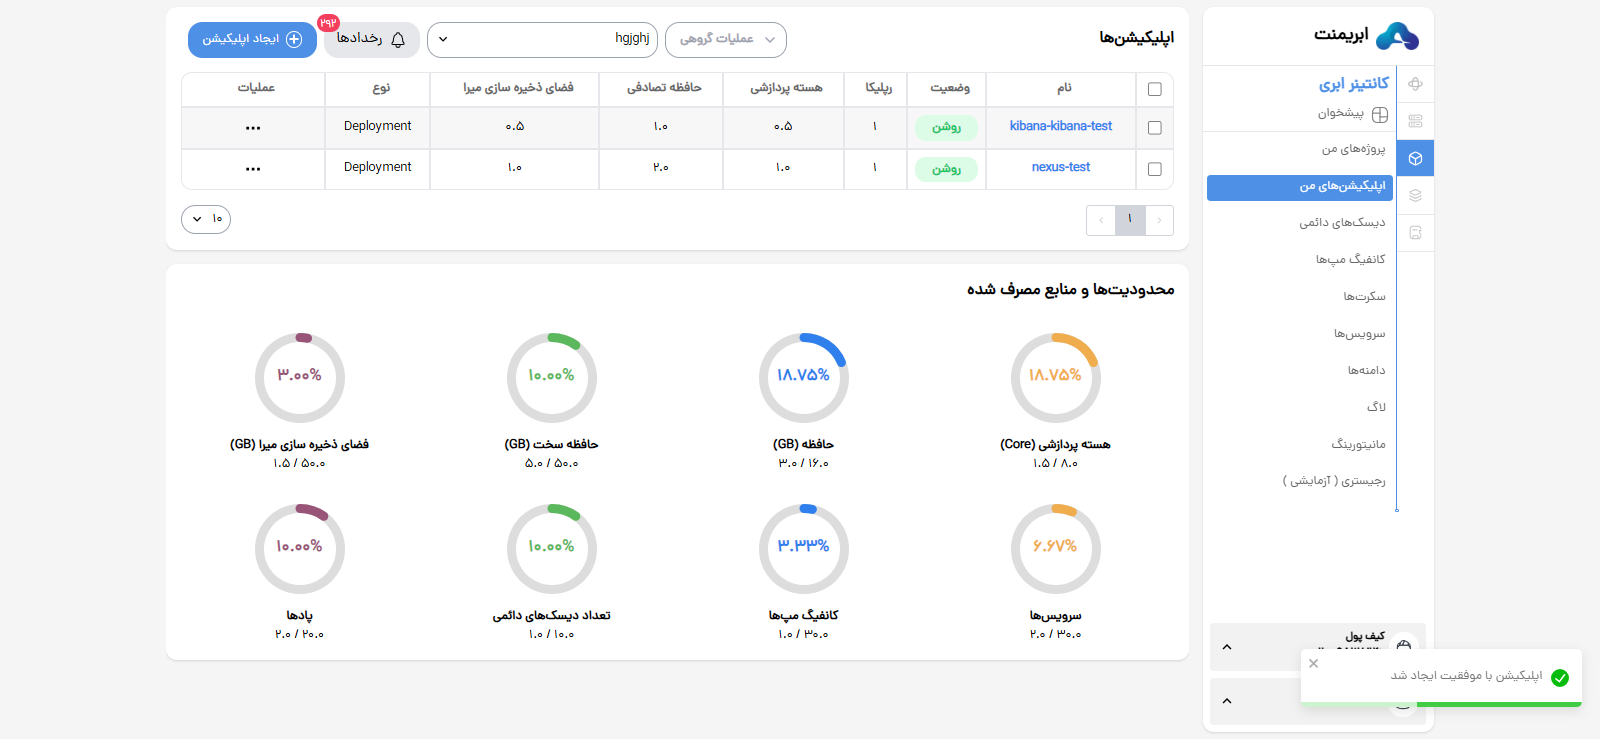 ابریمنت
کانتینر ابری
پیشخوان
پروژه‌های من
اپلیکیشن‌های من
دیسک‌های دائمی
کانفیگ مپ‌ها
سکرت‌ها
سرویس‌ها
دامنه‌ها
لاگ
مانیتورینگ
رجیستری ( آزمایشی )
کیف پول
اپلیکیشن با موفقیت ایجاد شد
اپلیکیشن‌ها
عملیات گروهی
hgjghj
رخدادها
۲۹۲
ایجاد اپلیکیشن
نام وضعیت رپلیکا هسته پردازشی حافظه تصادفی فضای ذخیره سازی میرا نوع عملیات
kibana-kibana-test روشن ۱ ۰.۵ ۱.۰ ۰.۵ Deployment ...
nexus-test روشن ۱ ۱.۰ ۲.۰ ۱.۰ Deployment ...
۱
۱۰
محدودیت‌ها و منابع مصرف شده
۱۸.۷۵% ۱۸.۷۵% ۱۰.۰۰% ۳.۰۰%
هسته پردازشی (Core) حافظه (GB) حافظه سخت (GB) فضای ذخیره سازی میرا (GB)
۱.۵ / ۸.۰ ۳.۰ / ۱۶.۰ ۵.۰ / ۵۰.۰ ۱.۵ / ۵۰.۰
۶.۶۷% ۳.۳۳% ۱۰.۰۰% ۱۰.۰۰%
سرویس‌ها کانفیگ مپ‌ها تعداد دیسک‌های دائمی پادها
۲.۰ / ۳۰.۰ ۱.۰ / ۳۰.۰ ۱.۰ / ۱۰.۰ ۲.۰ / ۲۰.۰